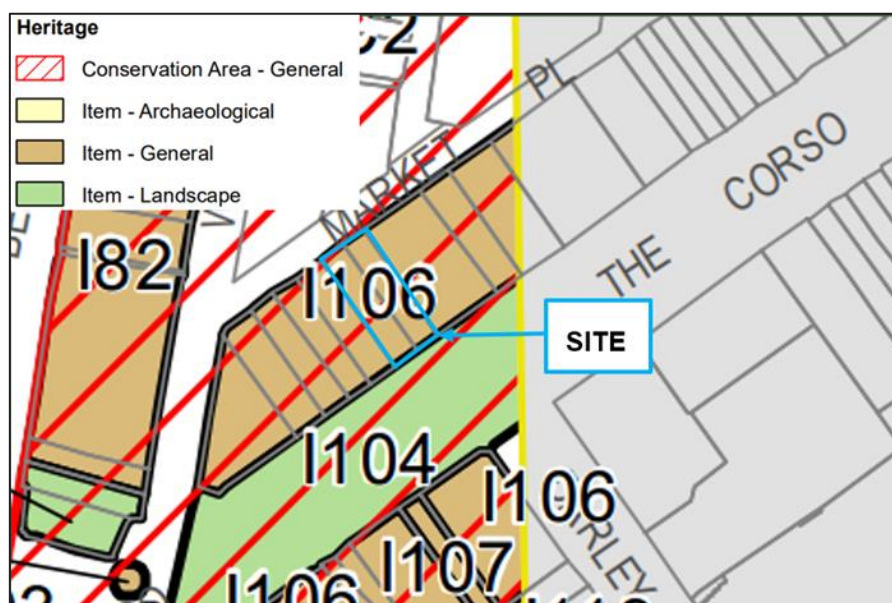 Heritage
Conservation Area - General
Item - Archaeological
Item - General
Item - Landscape
PL
MARKET
THE CORSO
I82
I106
SITE
I104
I106
I107
I106